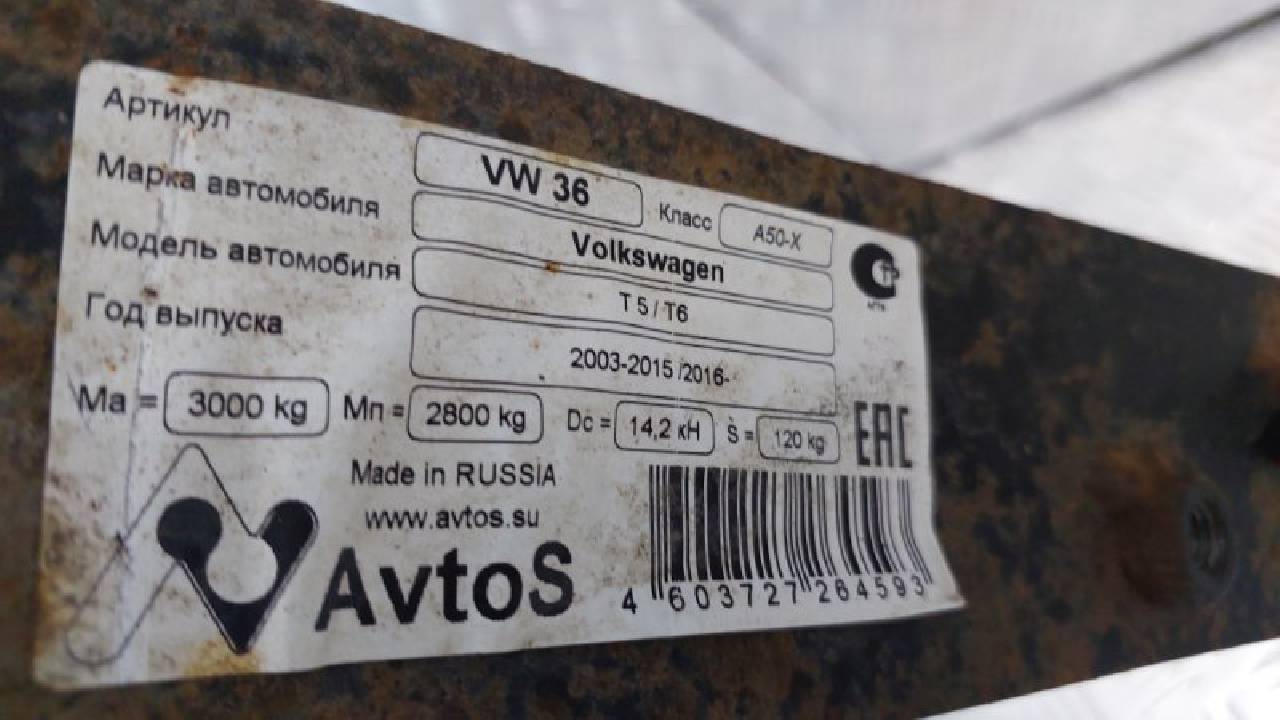 Артикул VW 36 Класс A50-X
Марка автомобиля Volkswagen
Модель автомобиля T 5 / T6
Год выпуска 2003-2015 /2016-
Ma = 3000 kg Мп = 2800 kg Dc = 14,2 кН S = 120 kg EAC
Made in RUSSIA
www.avtos.su
AvtoS
4 603727 284593